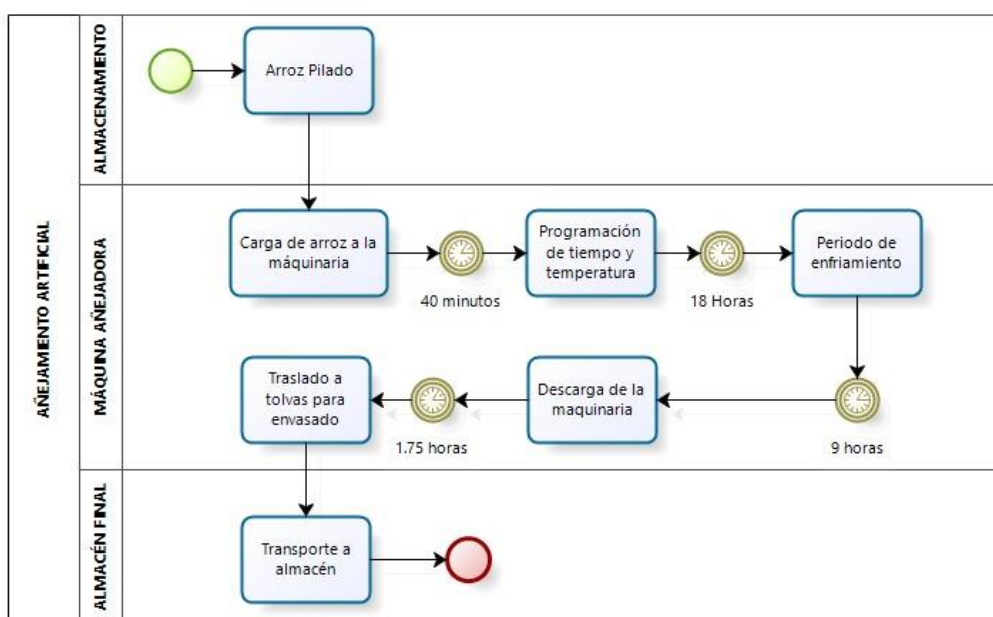 AÑEJAMIENTO ARTIFICIAL
ALMACENAMIENTO
Arroz Pilado
MÁQUINA AÑEJADORA
Carga de arroz a la
máquinaria
40 minutos
Programación
de tiempo y
temperatura
18 Horas
Periodo de
enfriamiento
9 horas
Descarga de la
maquinaria
1.75 horas
Traslado a
tolvas para
envasado
ALMACÉN FINAL
Transporte a
almacén